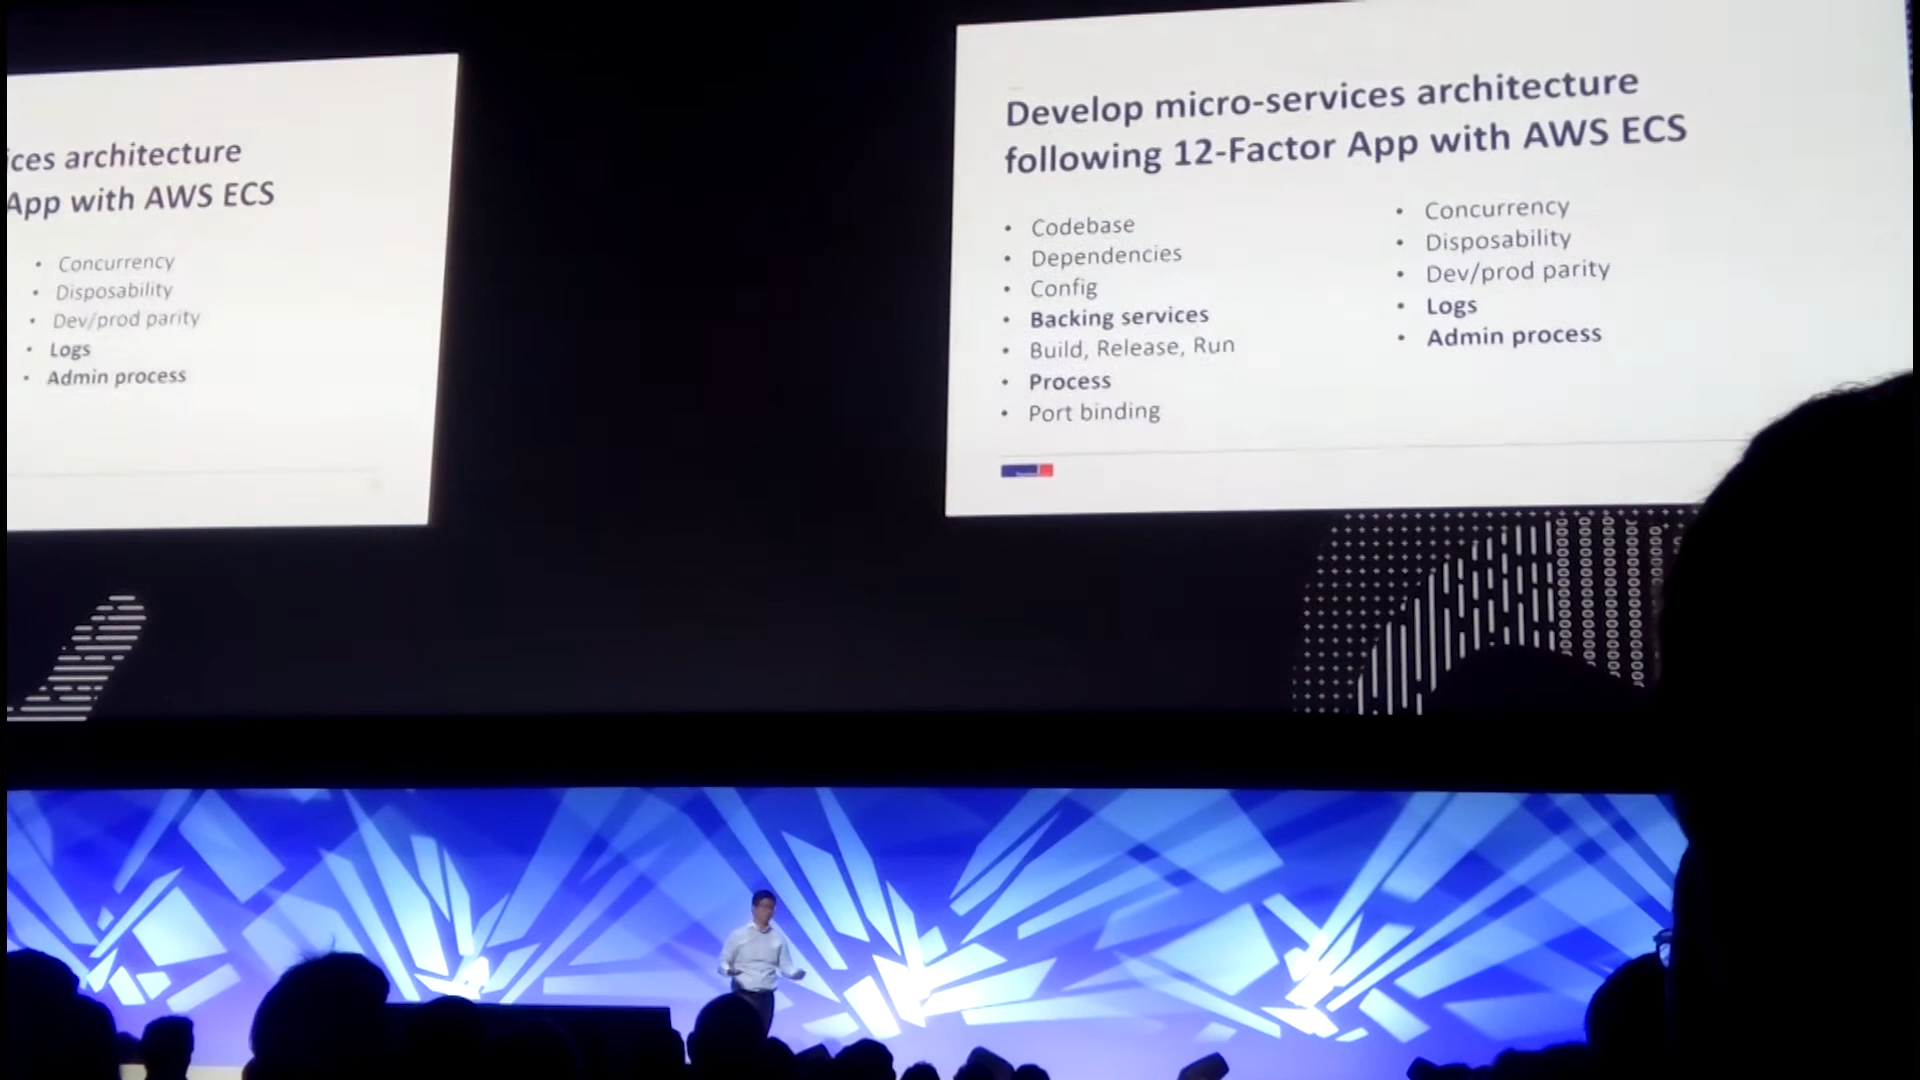 ices architecture
App with AWS ECS
• Concurrency
• Disposability
• Dev/prod parity
• Logs
• Admin process
Develop micro-services architecture
following 12-Factor App with AWS ECS
• Codebase
• Dependencies
• Config
• Backing services
• Build, Release, Run
• Process
• Port binding
• Concurrency
• Disposability
• Dev/prod parity
• Logs
• Admin process